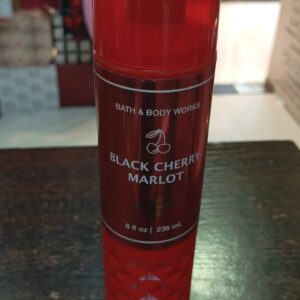 BATH & BODY WORKS
BLACK CHERRY
MARLOT
8 fl oz | 236 mL